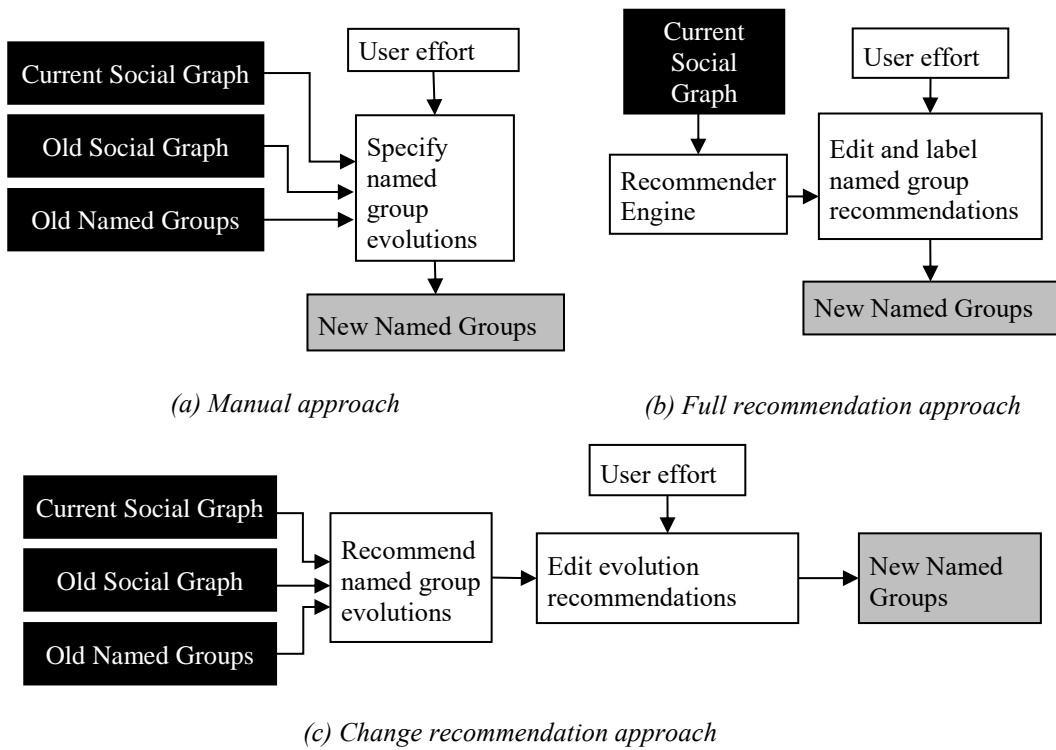 User effort
Current Social Graph
Old Social Graph
Old Named Groups
Specify
named
group
evolutions
New Named Groups
(a) Manual approach
Current
Social
Graph
User effort
Recommender
Engine
Edit and label
named group
recommendations
New Named Groups
(b) Full recommendation approach
User effort
Current Social Graph
Old Social Graph
Old Named Groups
Recommend
named group
evolutions
Edit evolution
recommendations
New Named
Groups
(c) Change recommendation approach